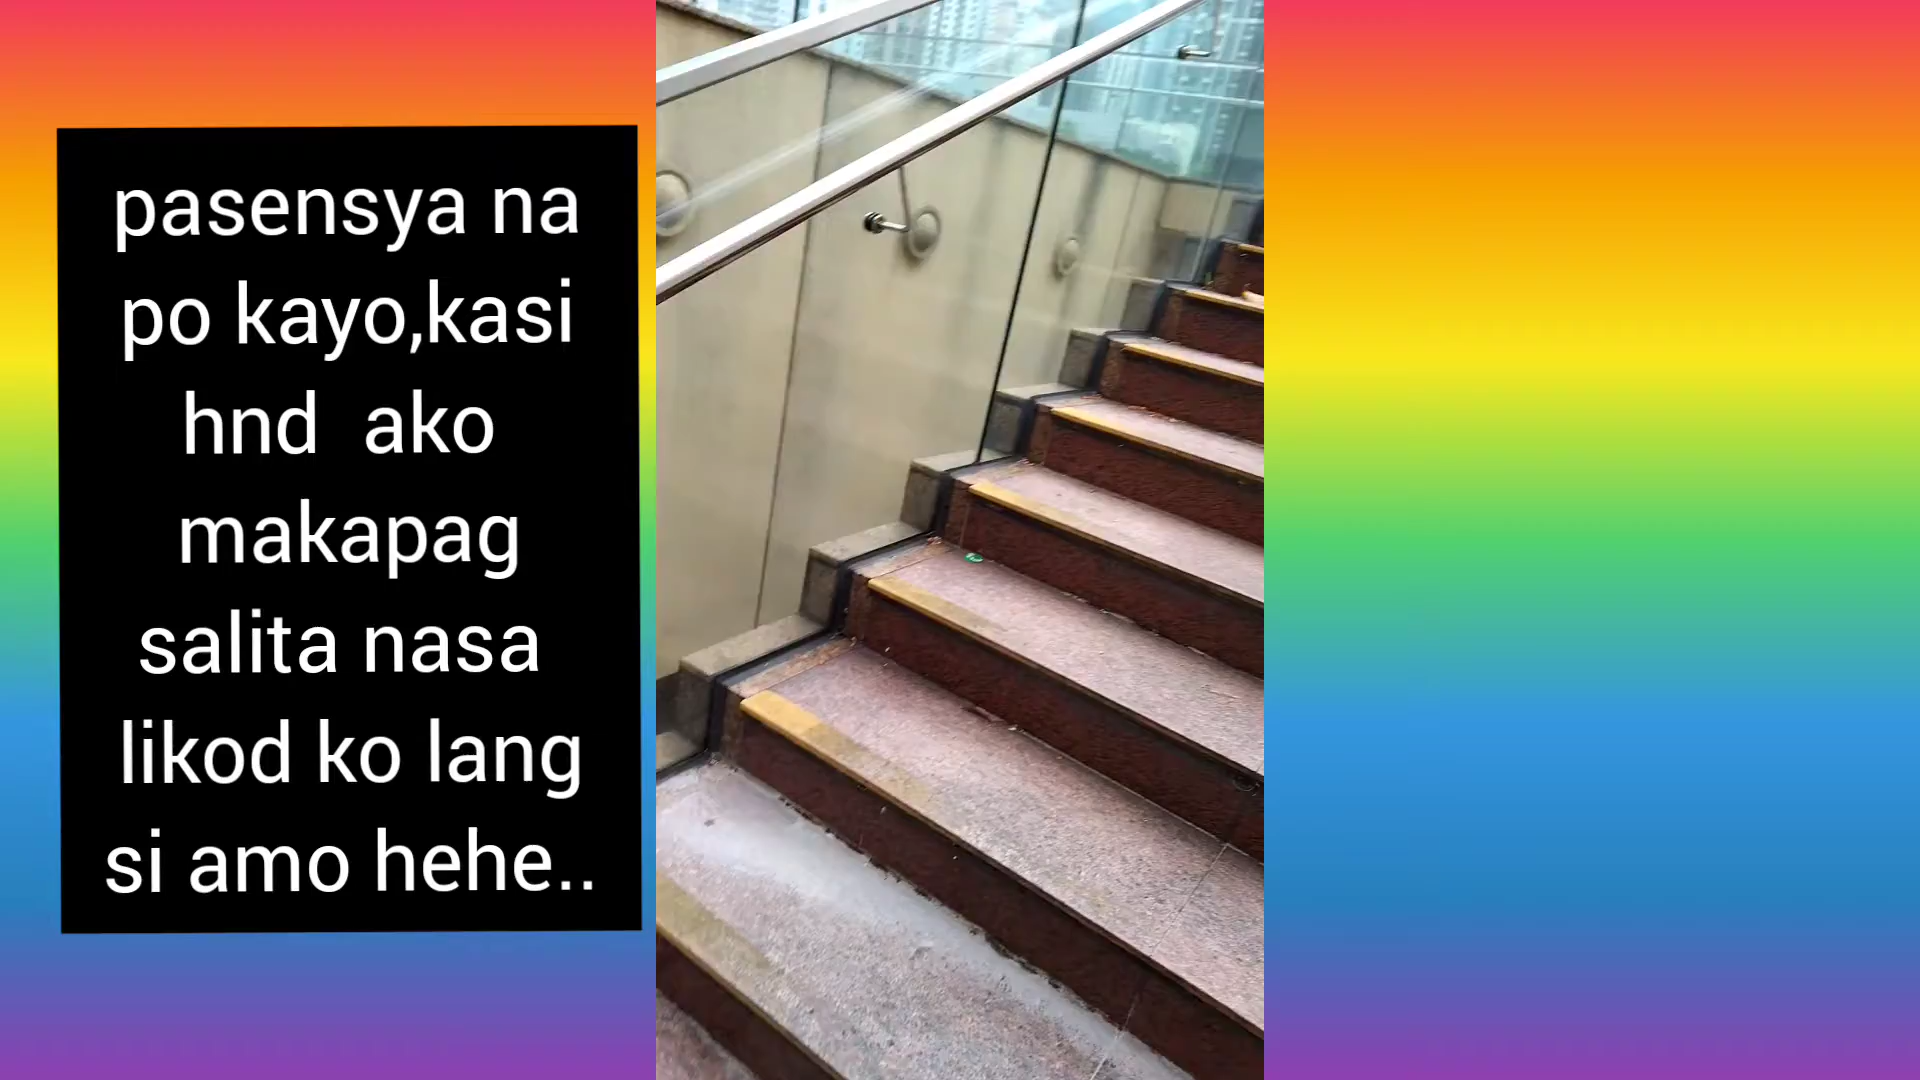 pasensya na
po kayo,kasi
hnd ako
makapag
salita nasa
likod ko lang
si amo hehe..